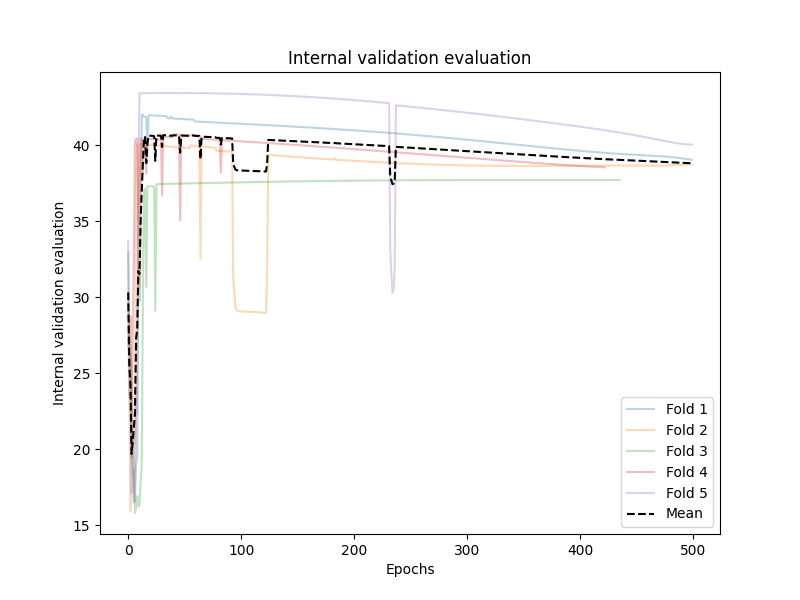 Internal validation evaluation
Internal validation evaluation
40
35
30
25
20
15
0 100 200 300 400 500
Epochs
Fold 1
Fold 2
Fold 3
Fold 4
Fold 5
Mean